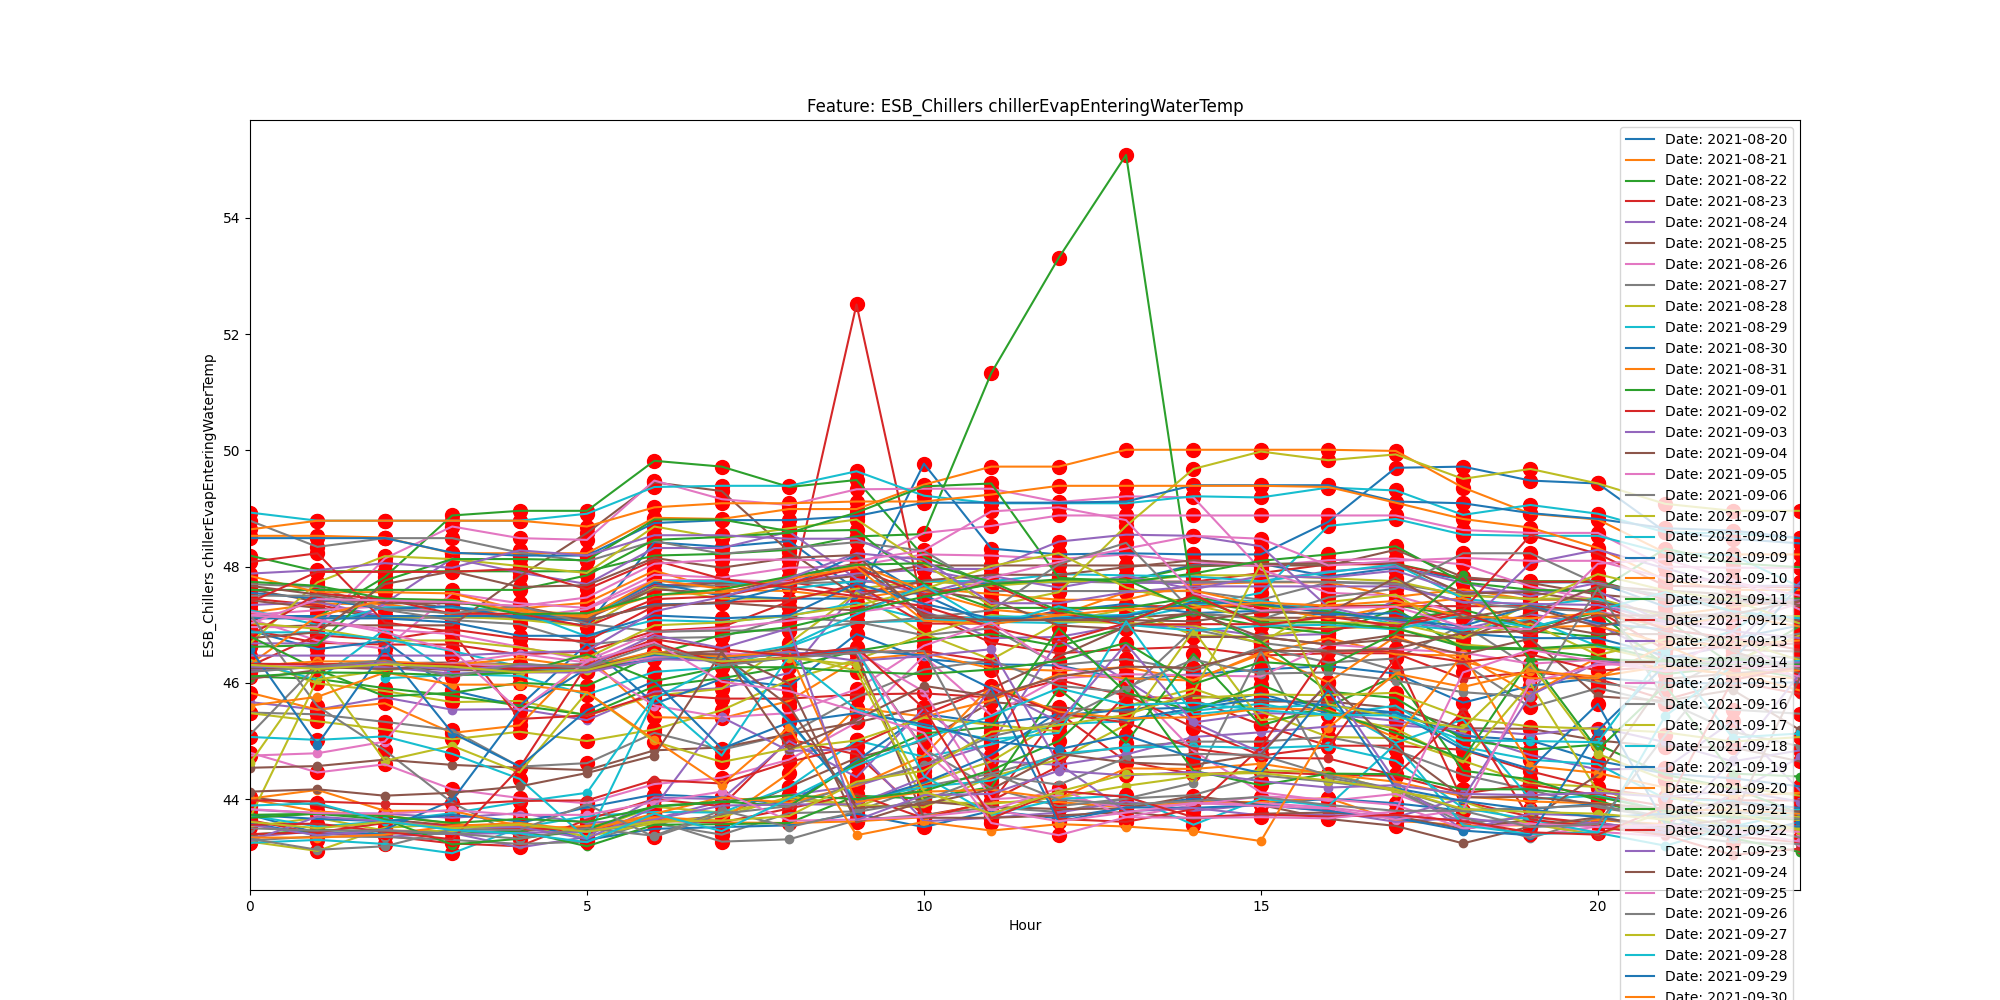 Feature: ESB_Chillers chillerEvapEnteringWaterTemp
ESB_Chillers chillerEvapEnteringWaterTemp
54
52
50
48
46
44
0
5
10
15
20
Hour
Date: 2021-08-20
Date: 2021-08-21
Date: 2021-08-22
Date: 2021-08-23
Date: 2021-08-24
Date: 2021-08-25
Date: 2021-08-26
Date: 2021-08-27
Date: 2021-08-28
Date: 2021-08-29
Date: 2021-08-30
Date: 2021-08-31
Date: 2021-09-01
Date: 2021-09-02
Date: 2021-09-03
Date: 2021-09-04
Date: 2021-09-05
Date: 2021-09-06
Date: 2021-09-07
Date: 2021-09-08
Date: 2021-09-09
Date: 2021-09-10
Date: 2021-09-11
Date: 2021-09-12
Date: 2021-09-13
Date: 2021-09-14
Date: 2021-09-15
Date: 2021-09-16
Date: 2021-09-17
Date: 2021-09-18
Date: 2021-09-19
Date: 2021-09-20
Date: 2021-09-21
Date: 2021-09-22
Date: 2021-09-23
Date: 2021-09-24
Date: 2021-09-25
Date: 2021-09-26
Date: 2021-09-27
Date: 2021-09-28
Date: 2021-09-29
Date: 2021-09-30